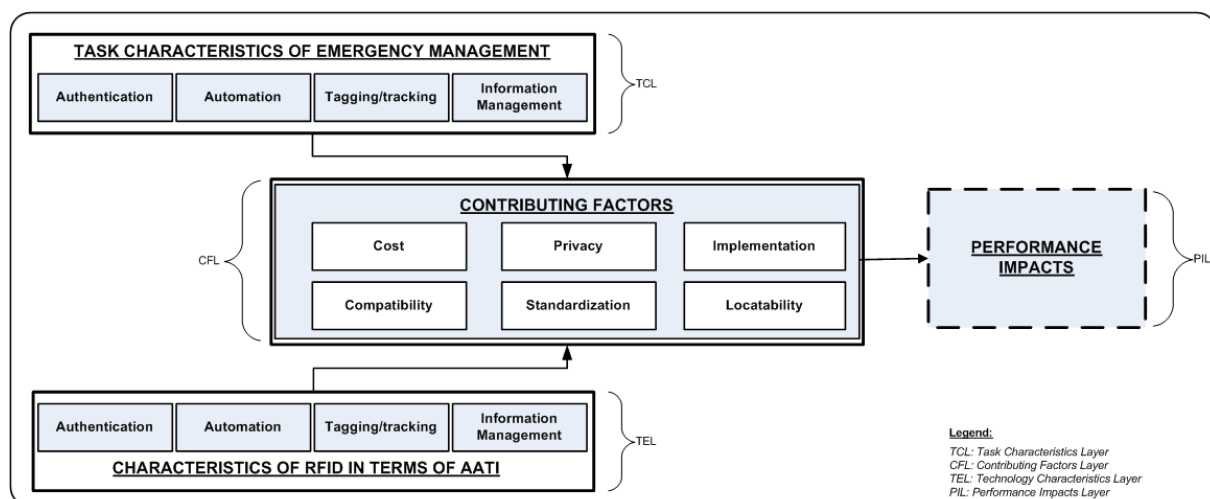 TASK CHARACTERISTICS OF EMERGENCY MANAGEMENT
Authentication
Automation
Tagging/tracking
Information
Management
TCL
CFL
CONTRIBUTING FACTORS
Cost
Privacy
Implementation
Compatibility
Standardization
Locatability
PERFORMANCE
IMPACTS
PIL
Authentication
Automation
Tagging/tracking
Information
Management
CHARACTERISTICS OF RFID IN TERMS OF AATI
TEL
Legend:
TCL: Task Characteristics Layer
CFL: Contributing Factors Layer
TEL: Technology Characteristics Layer
PIL: Performance Impacts Layer